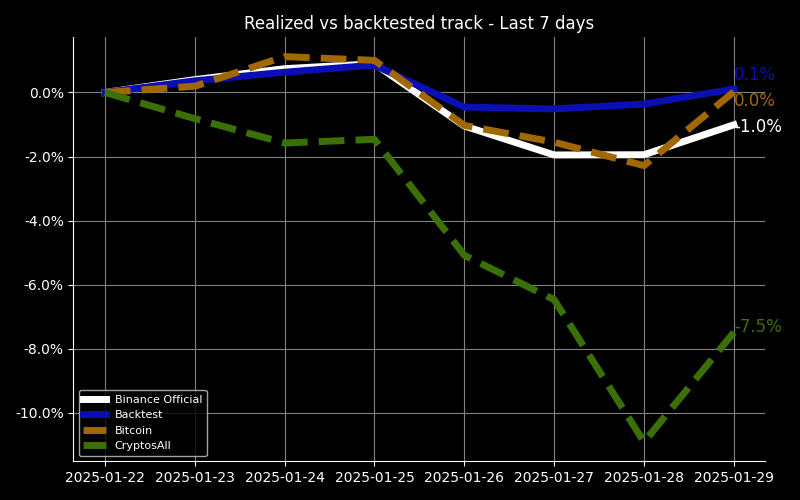 Realized vs backtested track - Last 7 days
0.0%
-2.0%
-4.0%
-6.0%
-8.0%
-10.0%
0.1%
0.0%
-1.0%
-7.5%
Binance Official
Backtest
Bitcoin
CryptosAll
2025-01-22 2025-01-23 2025-01-24 2025-01-25 2025-01-26 2025-01-27 2025-01-28 2025-01-29